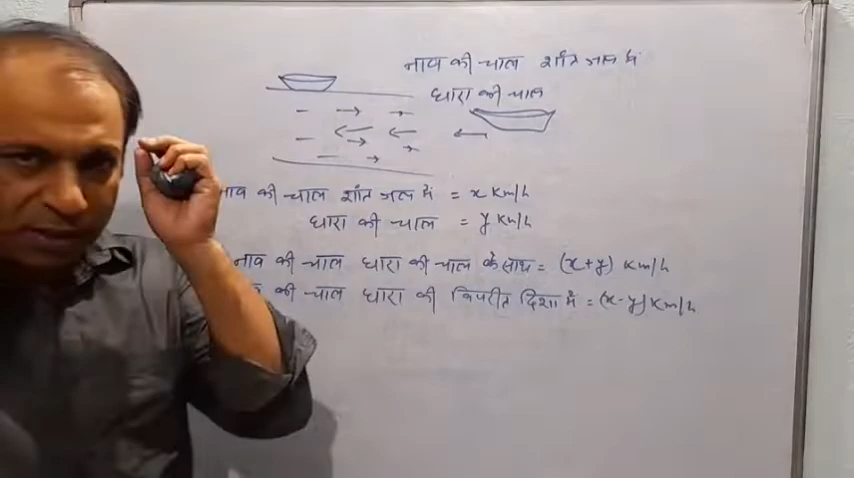 नाव की चाल शांत जल में
धारा की चाल
नाव की चाल शांत जल में = x km/h
धारा की चाल = y km/h
नाव की चाल धारा की चाल के साथ = (x+y) km/h
की चाल धारा की विपरीत दिशा में = (x-y) km/h